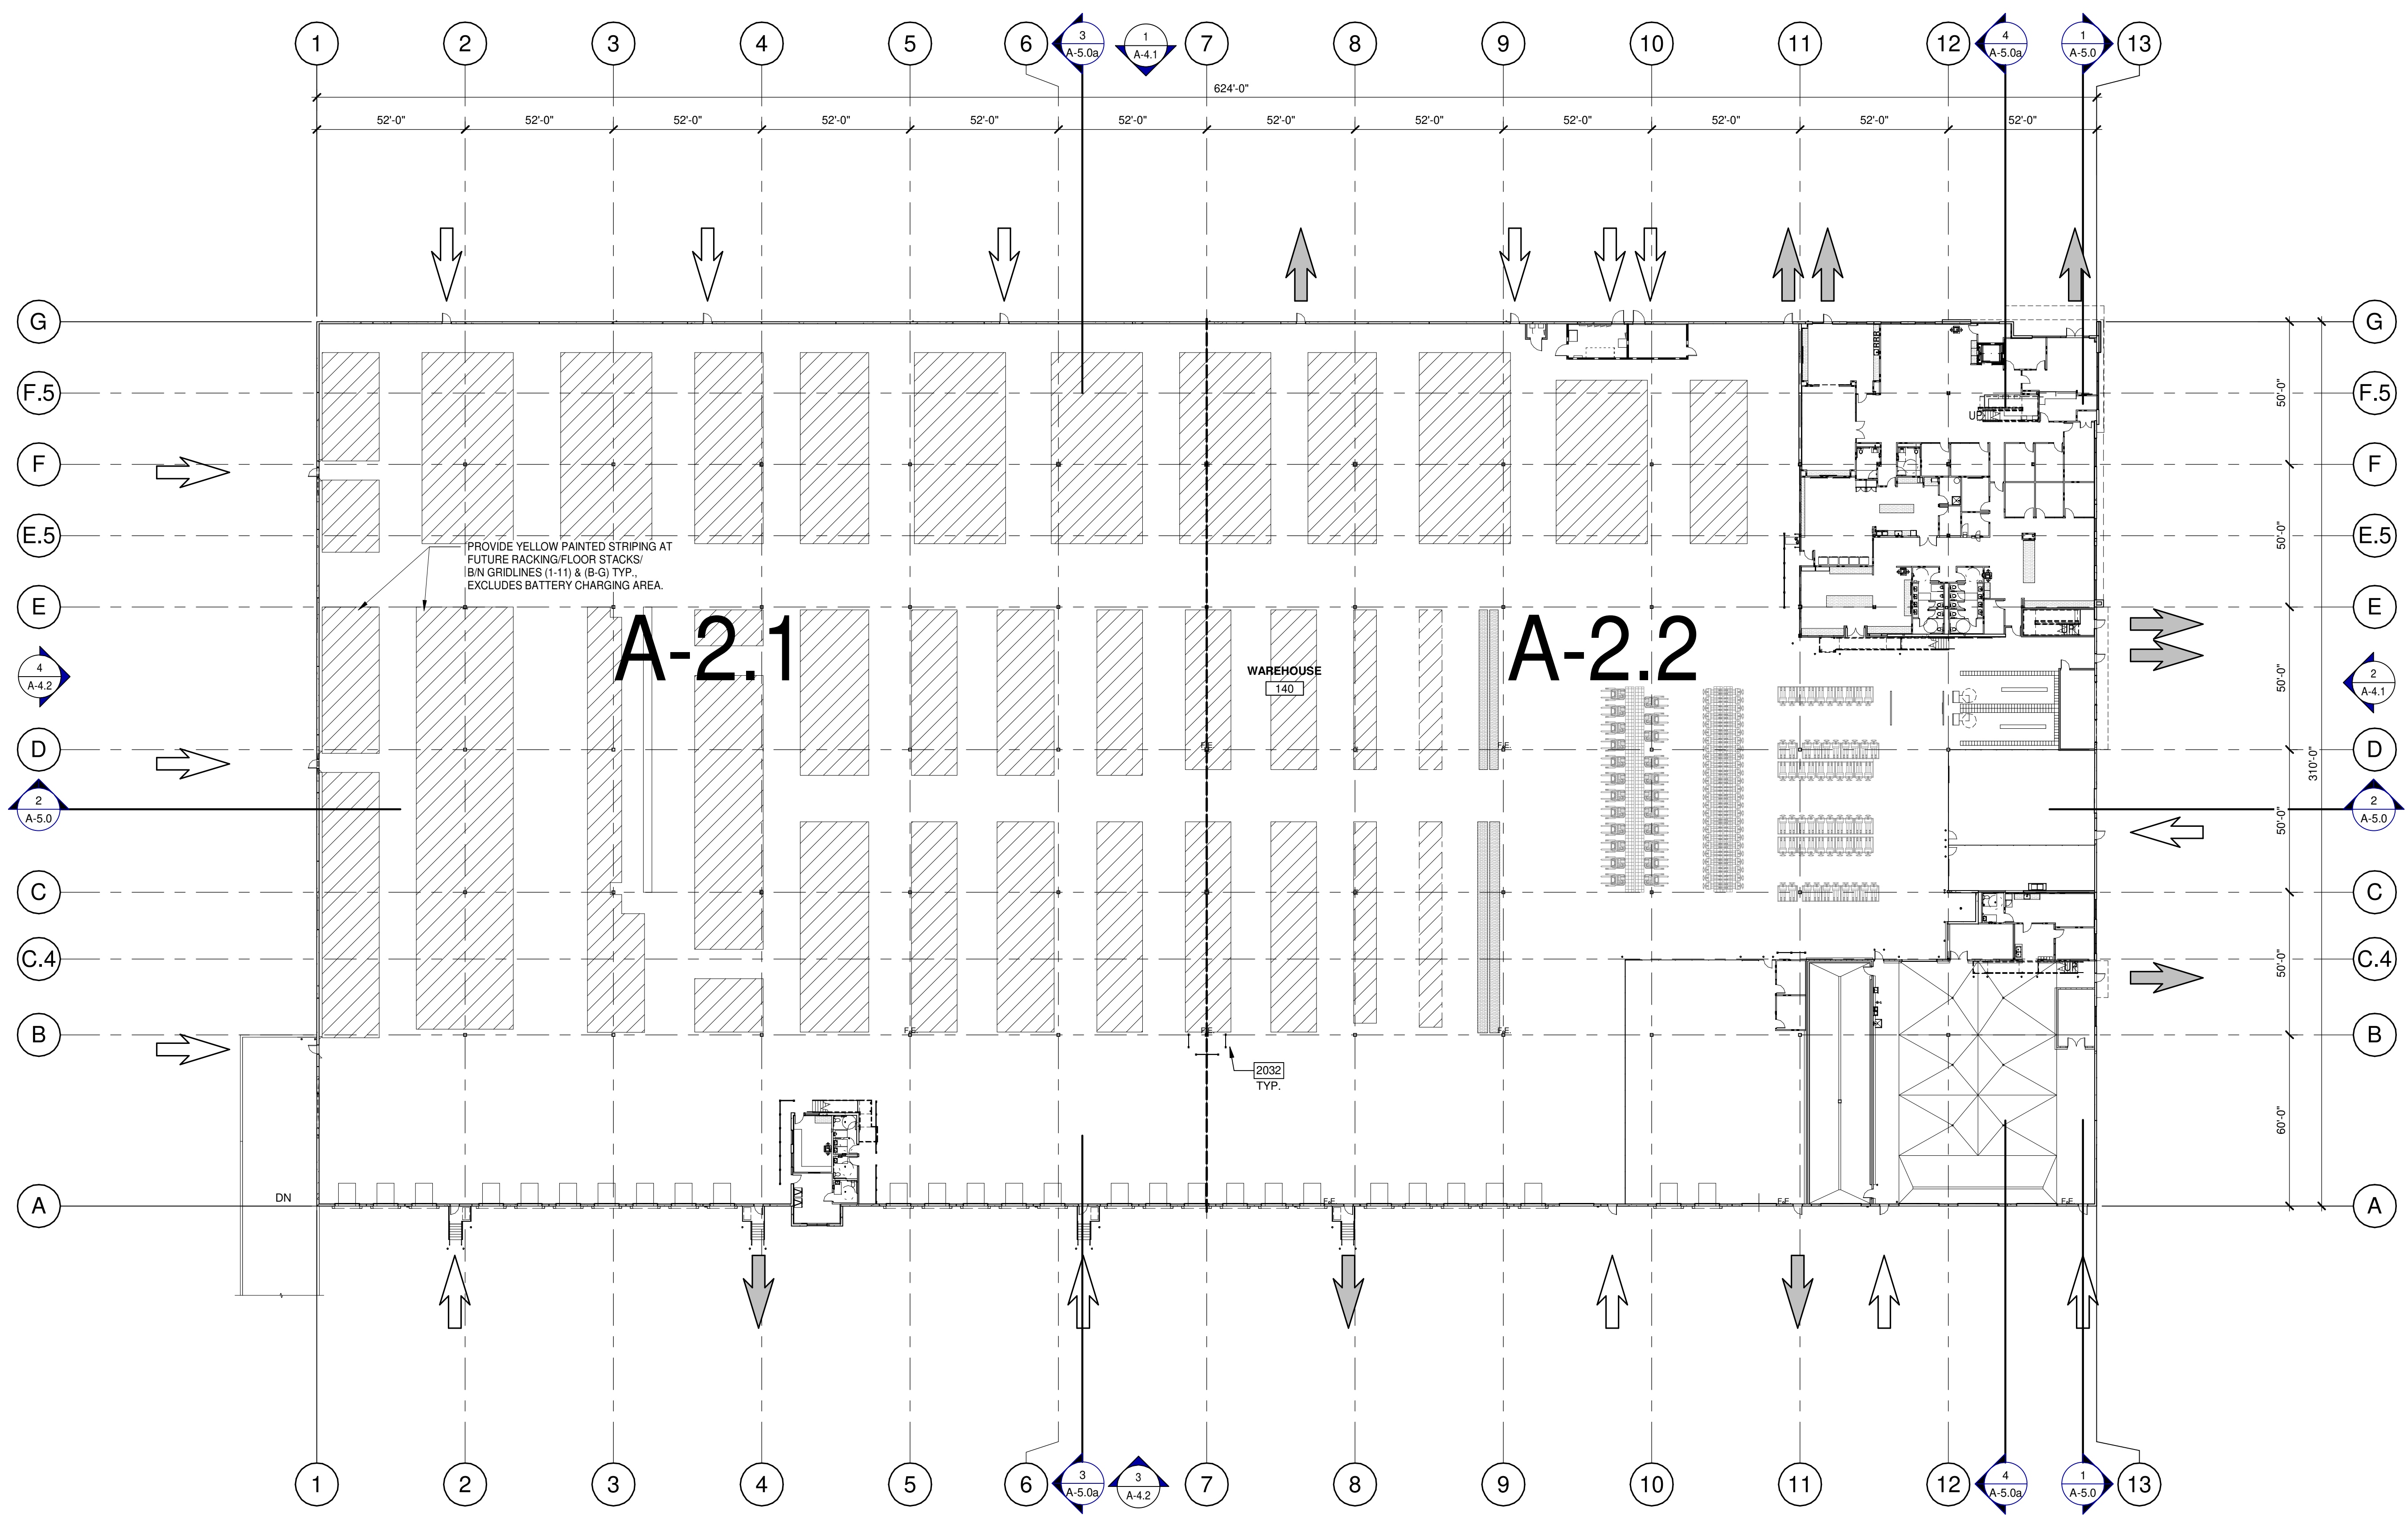 1 2 3 4 5 6 3 1 7 8 9 10 11 12 4 1 13
A-5.0a A-4.1 A-5.0a A-5.0
624'-0"
52'-0" 52'-0" 52'-0" 52'-0" 52'-0" 52'-0" 52'-0" 52'-0" 52'-0" 52'-0" 52'-0" 52'-0"
G G
F.5 50'-0" F.5
UP
F F
E.5 50'-0" E.5
PROVIDE YELLOW PAINTED STRIPING AT
FUTURE RACKING/FLOOR STACKS/
B/N GRIDLINES (1-11) & (B-G) TYP.,
EXCLUDES BATTERY CHARGING AREA.
E E
UP
A-2.1 A-2.2
WAREHOUSE
140
4 2
A-4.2 50'-0" A-4.1
F.E. F.E.
D D
310'-0"
2 2
A-5.0 50'-0" A-5.0
C C
C.4 50'-0" C.4
UP
F.E. F.E. F.E.
B B
2032
TYP.
60'-0"
DN
F.E. F.E. F.E.
A A
1 2 3 4 5 6 3 3 7 8 9 10 11 12 4 1 13
A-5.0a A-4.2 A-5.0a A-5.0